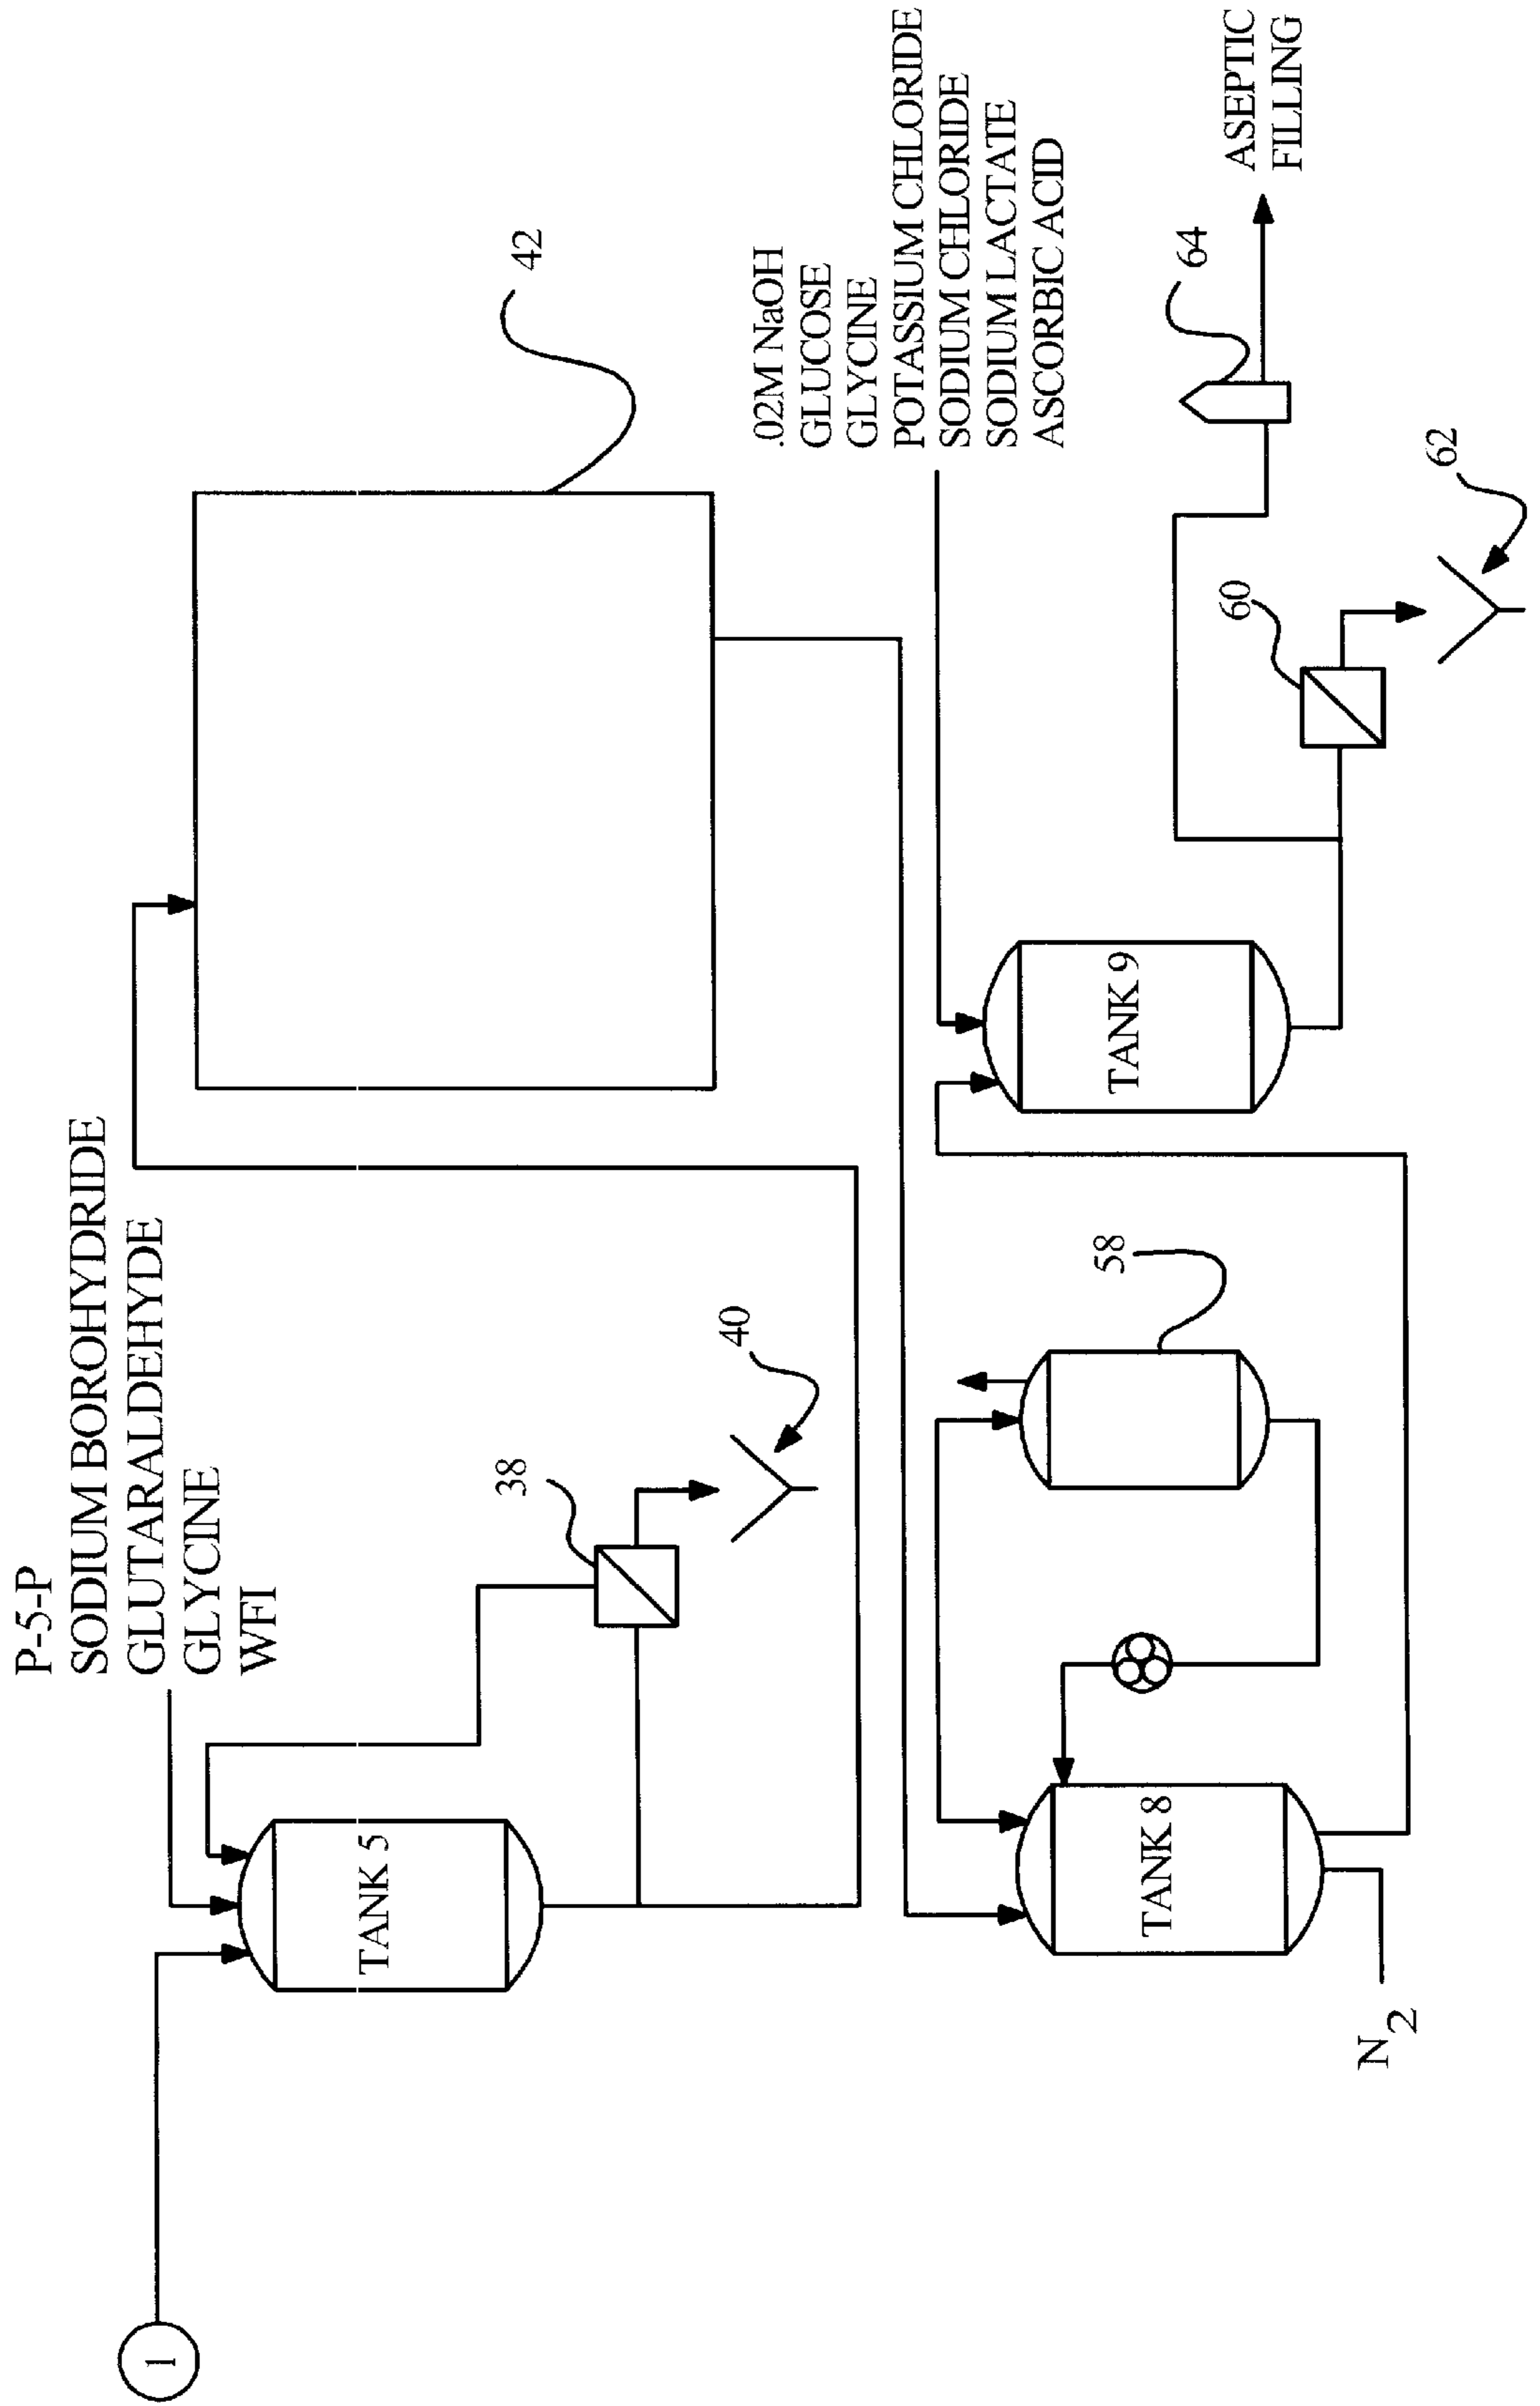 1
P-5-P
SODIUM BOROHYDRIDE
GLUTARALDEHYDE
GLYCINE
WFI
TANK 5
38
40
42
.02M NaOH
GLUCOSE
GLYCINE
POTASSIUM CHLORIDE
SODIUM CHLORIDE
SODIUM LACTATE
ASCORBIC ACID
N2
TANK 8
58
TANK 9
60
62
64
ASEPTIC
FILLING